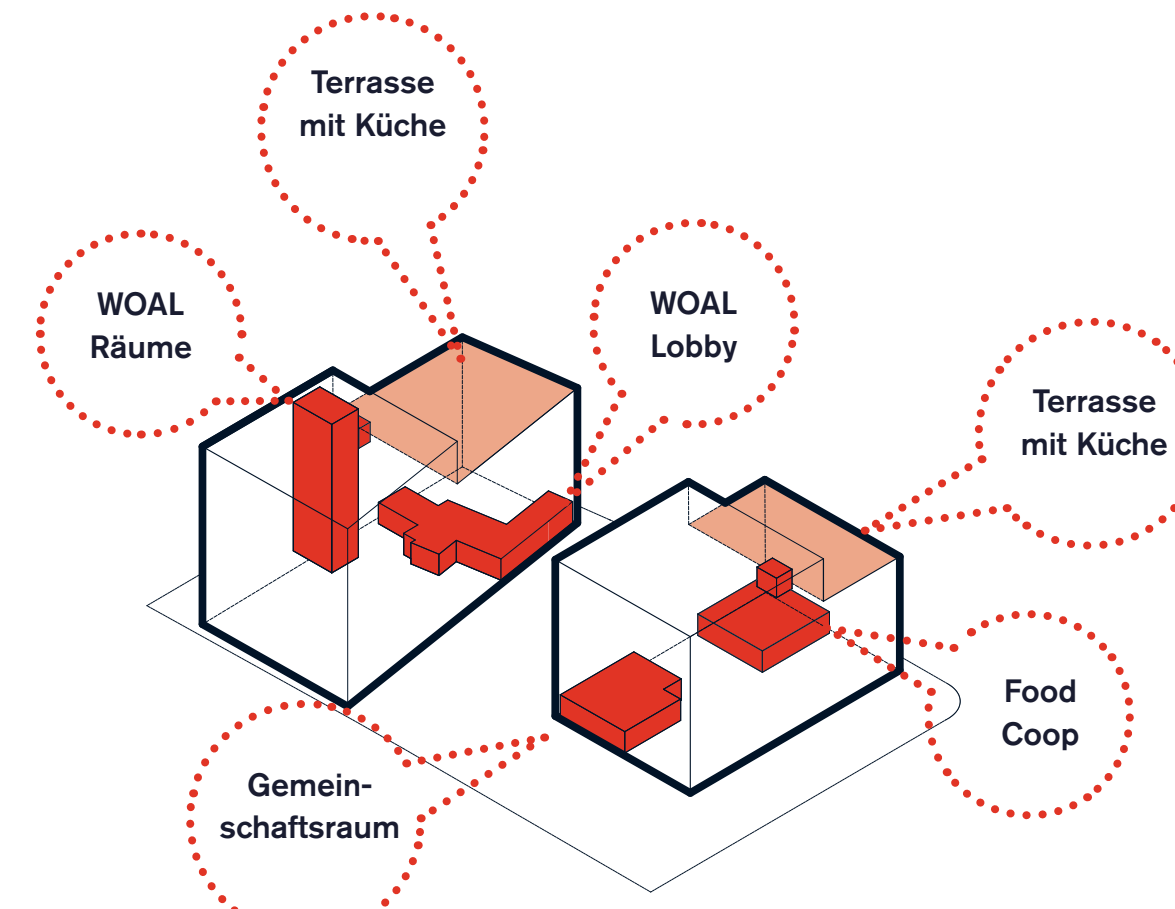 Terrasse
mit Küche
WOAL
Räume
WOAL
Lobby
Terrasse
mit Küche
Food
Coop
Gemein-
schaftsraum